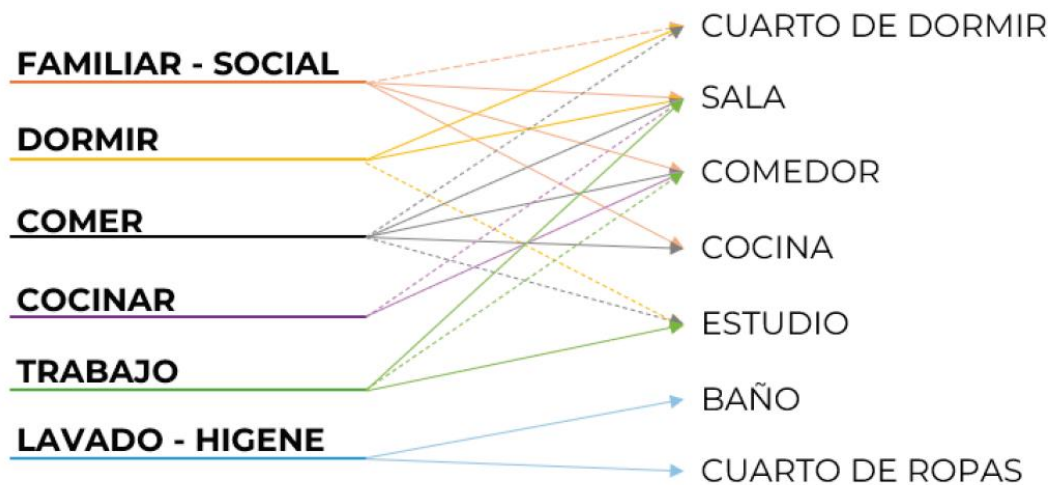 FAMILIAR - SOCIAL
DORMIR
COMER
COCINAR
TRABAJO
LAVADO - HIGENE
CUARTO DE DORMIR
SALA
COMEDOR
COCINA
ESTUDIO
BAÑO
CUARTO DE ROPAS